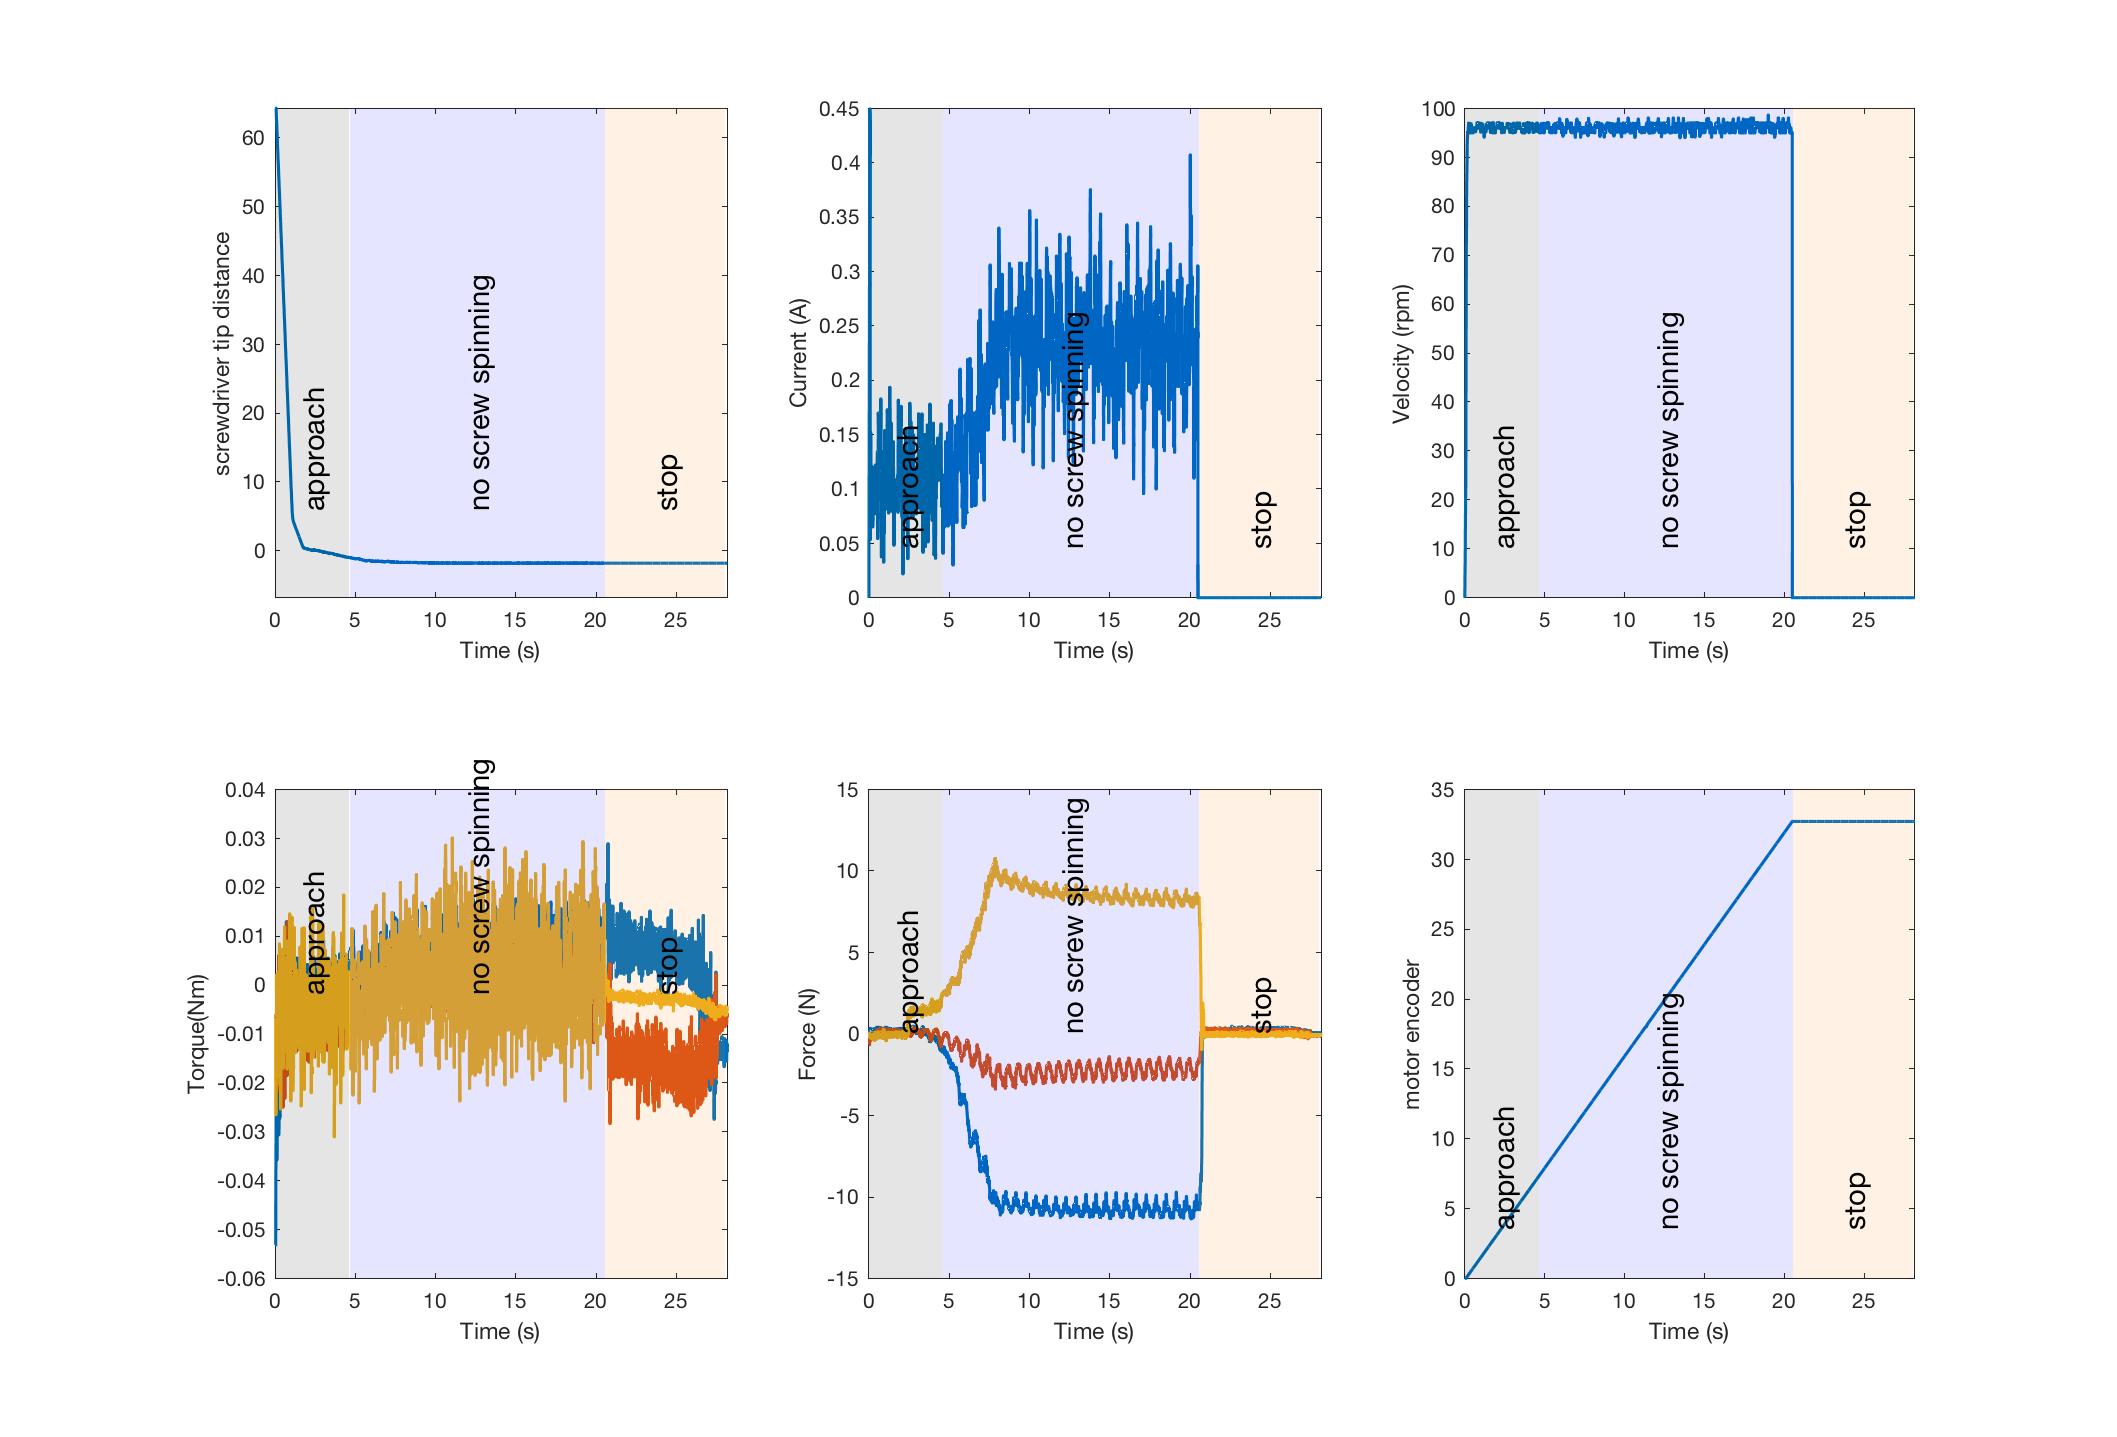 60
50
40
30
20
10
0
screwdriver tip distance
approach
no screw spinning
stop
0 5 10 15 20 25
Time (s)
0.45
0.4
0.35
0.3
0.25
0.2
0.15
0.1
0.05
0
Current (A)
approach
no screw spinning
stop
0 5 10 15 20 25
Time (s)
100
90
80
70
60
50
40
30
20
10
0
Velocity (rpm)
approach
no screw spinning
stop
0 5 10 15 20 25
Time (s)
0.04
0.03
0.02
0.01
0
-0.01
-0.02
-0.03
-0.04
-0.05
-0.06
Torque(Nm)
approach
no screw spinning
stop
0 5 10 15 20 25
Time (s)
15
10
5
0
-5
-10
-15
Force (N)
approach
no screw spinning
stop
0 5 10 15 20 25
Time (s)
35
30
25
20
15
10
5
0
motor encoder
approach
no screw spinning
stop
0 5 10 15 20 25
Time (s)